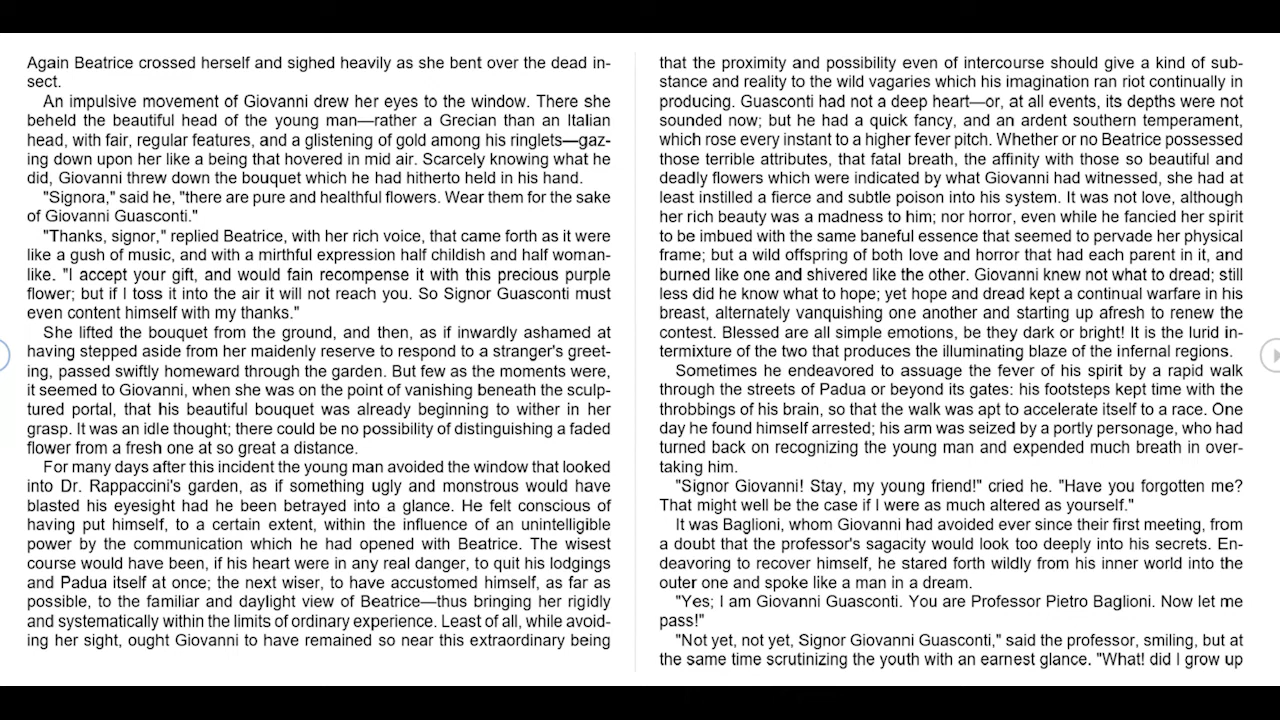 Again Beatrice crossed herself and sighed heavily as she bent over the dead in-
sect.
An impulsive movement of Giovanni drew her eyes to the window. There she
beheld the beautiful head of the young man—rather a Grecian than an Italian
head, with fair, regular features, and a glistening of gold among his ringlets—gaz-
ing down upon her like a being that hovered in mid air. Scarcely knowing what he
did, Giovanni threw down the bouquet which he had hitherto held in his hand.
"Signora," said he, "there are pure and healthful flowers. Wear them for the sake
of Giovanni Guasconti."
"Thanks, signor," replied Beatrice, with her rich voice, that came forth as it were
like a gush of music, and with a mirthful expression half childish and half woman-
like. "I accept your gift, and would fain recompense it with this precious purple
flower; but if I toss it into the air it will not reach you. So Signor Guasconti must
even content himself with my thanks."
She lifted the bouquet from the ground, and then, as if inwardly ashamed at
having stepped aside from her maidenly reserve to respond to a stranger's greet-
ing, passed swiftly homeward through the garden. But few as the moments were,
it seemed to Giovanni, when she was on the point of vanishing beneath the sculp-
tured portal, that his beautiful bouquet was already beginning to wither in her
grasp. It was an idle thought; there could be no possibility of distinguishing a faded
flower from a fresh one at so great a distance.
For many days after this incident the young man avoided the window that looked
into Dr. Rappaccini's garden, as if something ugly and monstrous would have
blasted his eyesight had he been betrayed into a glance. He felt conscious of
having put himself, to a certain extent, within the influence of an unintelligible
power by the communication which he had opened with Beatrice. The wisest
course would have been, if his heart were in any real danger, to quit his lodgings
and Padua itself at once; the next wiser, to have accustomed himself, as far as
possible, to the familiar and daylight view of Beatrice—thus bringing her rigidly
and systematically within the limits of ordinary experience. Least of all, while avoid-
ing her sight, ought Giovanni to have remained so near this extraordinary being
that the proximity and possibility even of intercourse should give a kind of sub-
stance and reality to the wild vagaries which his imagination ran riot continually in
producing. Guasconti had not a deep heart—or, at all events, its depths were not
sounded now; but he had a quick fancy, and an ardent southern temperament,
which rose every instant to a higher fever pitch. Whether or no Beatrice possessed
those terrible attributes, that fatal breath, the affinity with those so beautiful and
deadly flowers which were indicated by what Giovanni had witnessed, she had at
least instilled a fierce and subtle poison into his system. It was not love, although
her rich beauty was a madness to him; nor horror, even while he fancied her spirit
to be imbued with the same baneful essence that seemed to pervade her physical
frame; but a wild offspring of both love and horror that had each parent in it, and
burned like one and shivered like the other. Giovanni knew not what to dread; still
less did he know what to hope; yet hope and dread kept a continual warfare in his
breast, alternately vanquishing one another and starting up afresh to renew the
contest. Blessed are all simple emotions, be they dark or bright! It is the lurid in-
termixture of the two that produces the illuminating blaze of the infernal regions.
Sometimes he endeavored to assuage the fever of his spirit by a rapid walk
through the streets of Padua or beyond its gates: his footsteps kept time with the
throbbings of his brain, so that the walk was apt to accelerate itself to a race. One
day he found himself arrested; his arm was seized by a portly personage, who had
turned back on recognizing the young man and expended much breath in over-
taking him.
"Signor Giovanni! Stay, my young friend!" cried he. "Have you forgotten me?
That might well be the case if I were as much altered as yourself."
It was Baglioni, whom Giovanni had avoided ever since their first meeting, from
a doubt that the professor's sagacity would look too deeply into his secrets. En-
deavoring to recover himself, he stared forth wildly from his inner world into the
outer one and spoke like a man in a dream.
"Yes; I am Giovanni Guasconti. You are Professor Pietro Baglioni. Now let me
pass!"
"Not yet, not yet, Signor Giovanni Guasconti," said the professor, smiling, but at
the same time scrutinizing the youth with an earnest glance. "What! did I grow up